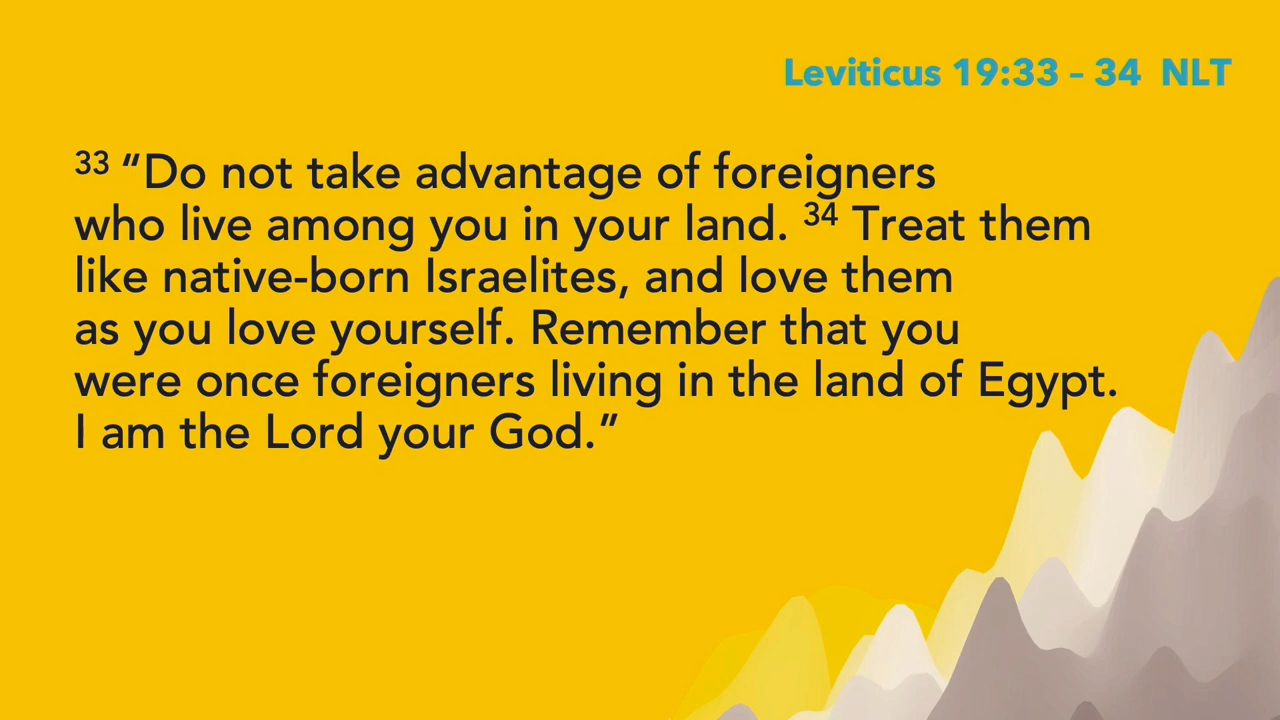 Leviticus 19:33 – 34 NLT
33 “Do not take advantage of foreigners
who live among you in your land. 34 Treat them
like native-born Israelites, and love them
as you love yourself. Remember that you
were once foreigners living in the land of Egypt.
I am the Lord your God.”